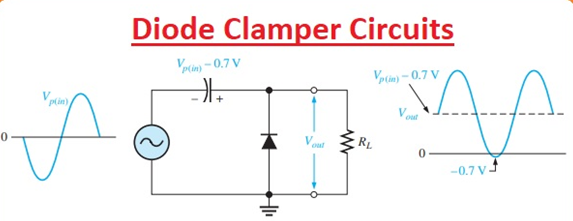 Diode Clamper Circuits
Vp(in) – 0.7 V
Vp(in)
0
– +
Vout
RL
Vp(in) – 0.7 V
Vout
0
–0.7 V